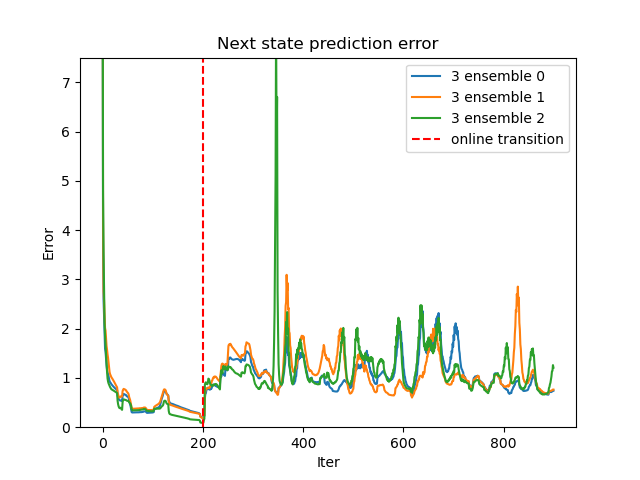 Next state prediction error
7
6
5
4
3
2
1
0
Error
3 ensemble 0
3 ensemble 1
3 ensemble 2
online transition
0 200 400 600 800
Iter